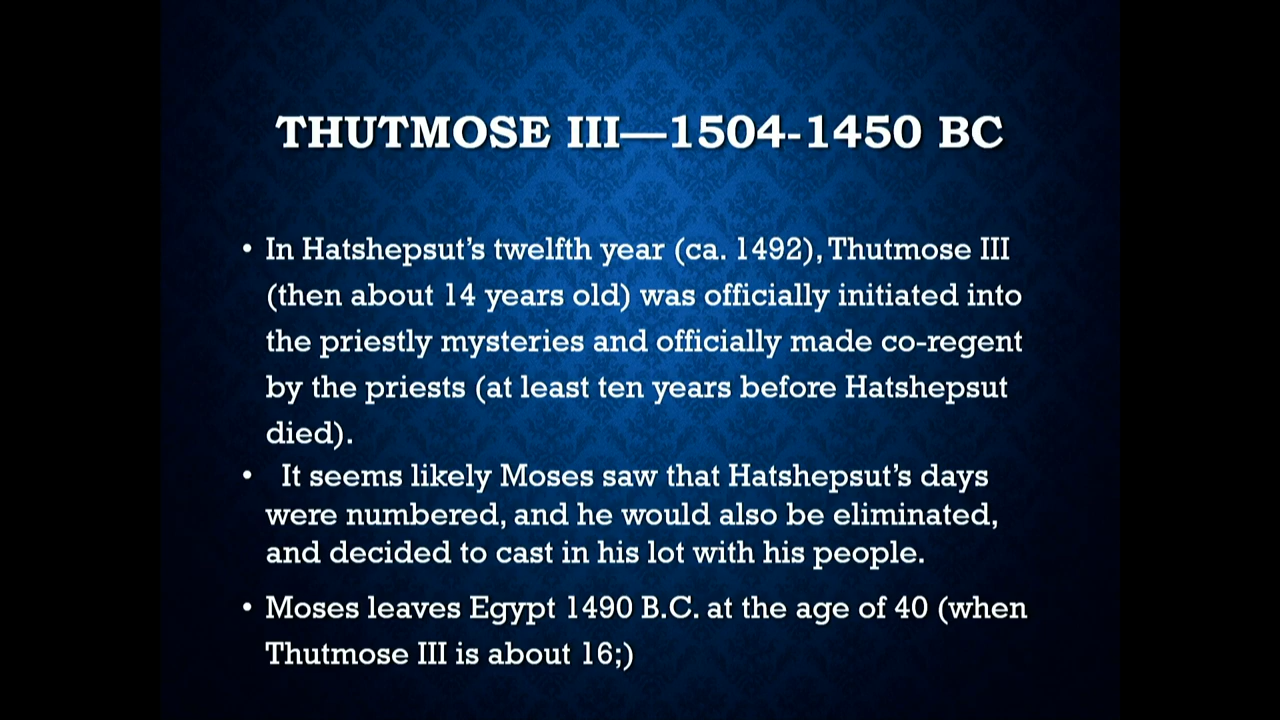 THUTMOSE III—1504-1450 BC
• In Hatshepsut’s twelfth year (ca. 1492), Thutmose III
(then about 14 years old) was officially initiated into
the priestly mysteries and officially made co-regent
by the priests (at least ten years before Hatshepsut
died).
• It seems likely Moses saw that Hatshepsut’s days
were numbered, and he would also be eliminated,
and decided to cast in his lot with his people.
• Moses leaves Egypt 1490 B.C. at the age of 40 (when
Thutmose III is about 16;)